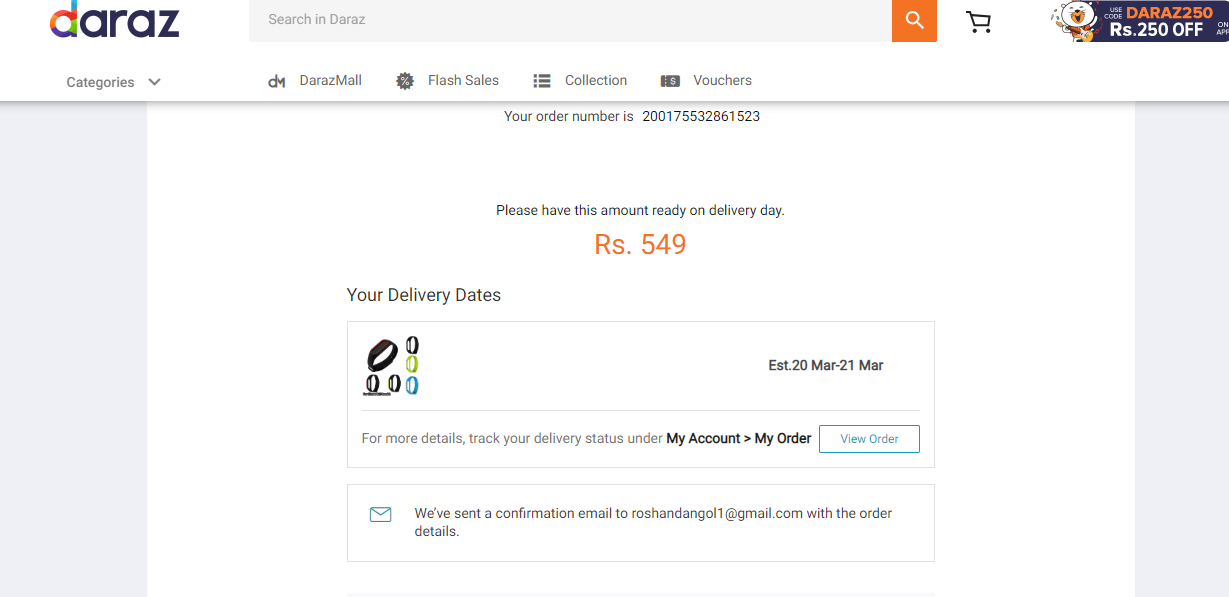 daraz
Search in Daraz
USE CODE DARAZ250
Rs.250 OFF
ON APP
Categories
DarazMall
Flash Sales
Collection
Vouchers
Your order number is 200175532861523
Please have this amount ready on delivery day.
Rs. 549
Your Delivery Dates
Est.20 Mar-21 Mar
For more details, track your delivery status under My Account > My Order
View Order
We’ve sent a confirmation email to roshandangol1@gmail.com with the order
details.